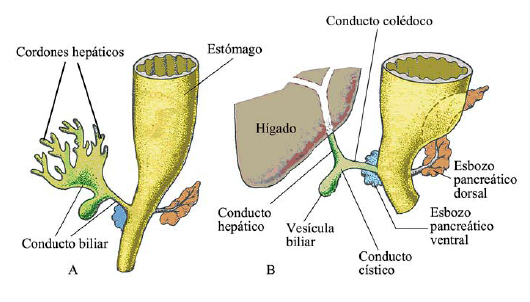 Cordones hepáticos
Estómago
Conducto biliar
A
Conducto colédoco
Hígado
Esbozo
pancreático
dorsal
Conducto
hepático
Vesícula
biliar
Esbozo
pancreático
ventral
Conducto
cístico
B